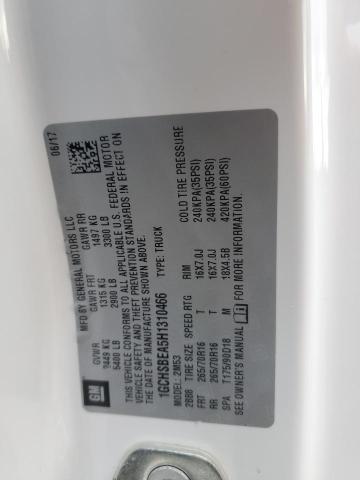 GM
MFD BY GENERAL MOTORS LLC
06/17
GVWR GAWR FRT GAWR RR
2449 KG 1315 KG 1497 KG
5400 LB 2900 LB 3300 LB
THIS VEHICLE CONFORMS TO ALL APPLICABLE U.S. FEDERAL MOTOR
VEHICLE SAFETY, BUMPER, AND THEFT PREVENTION STANDARDS IN EFFECT
ON THE DATE OF MANUFACTURE SHOWN ABOVE.
1GCHSBEA5H1310466 TYPE: TRUCK
MODEL: 2M53
2BBB TIRE SIZE SPEED RTG RIM COLD TIRE PRESSURE
FRT 265/70R16 T 16X7.0J 240KPA(35PSI)
RR 265/70R16 T 16X7.0J 240KPA(35PSI)
SPA T175/90D18 M 18X4.5B 420KPA(60PSI)
SEE OWNER'S MANUAL FOR MORE INFORMATION.